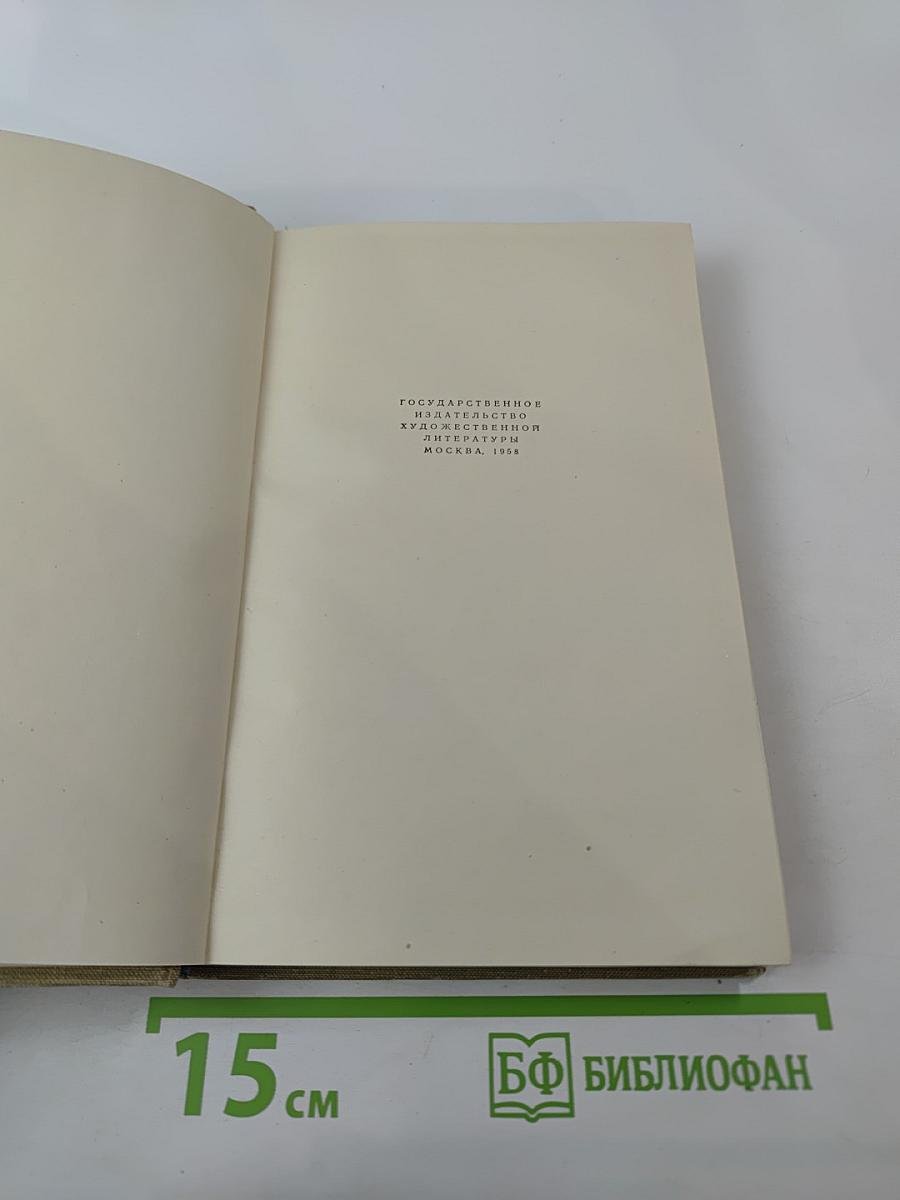 ГОСУДАРСТВЕННОЕ
ИЗДАТЕЛЬСТВО
ХУДОЖЕСТВЕННОЙ
ЛИТЕРАТУРЫ
МОСКВА, 1958
15 см
БФ БИБЛИОФАН